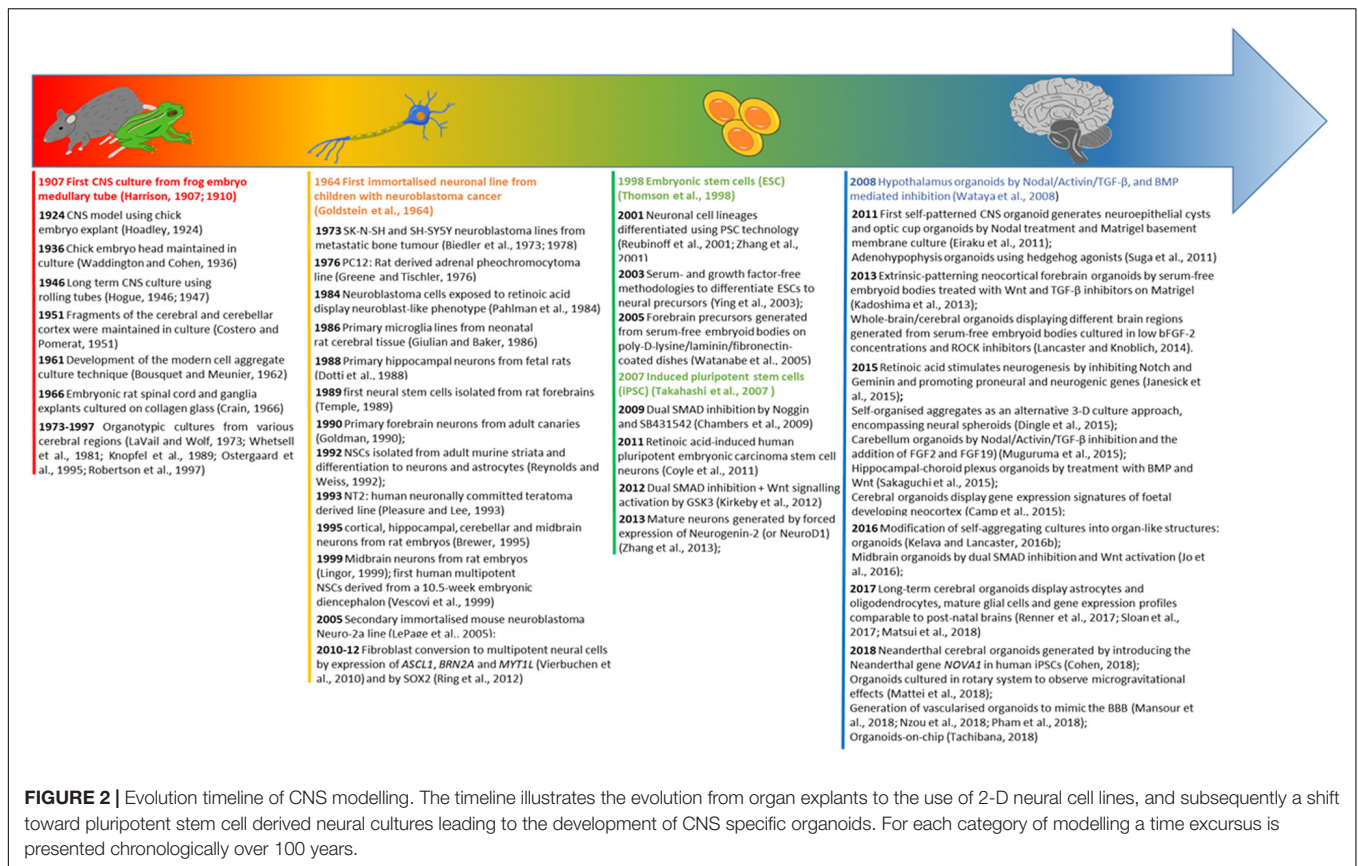 1907 First CNS culture from frog embryo
medullary tube (Harrison, 1907; 1910)
1924 CNS model using chick
embryo explant (Hoadley, 1924)
1936 Chick embryo head maintained in
culture (Waddington and Cohen, 1936)
1946 Long term CNS culture using
rolling tubes (Hogue, 1946; 1947)
1951 Fragments of the cerebral and cerebellar
cortex were maintained in culture (Costero and
Pomerat, 1951)
1961 Development of the modern cell aggregate
culture technique (Bousquet and Meunier, 1962)
1966 Embryonic rat spinal cord and ganglia
explants cultured on collagen glass (Crain, 1966)
1973-1997 Organotypic cultures from various
cerebral regions (LaVail and Wolf, 1973; Whetsell
et al., 1981; Knopfel et al., 1989; Ostergaard
et al., 1995; Robertson et al., 1997)
1964 First immortalised neuronal line from
children with neuroblastoma cancer
(Goldstein et al., 1964)
1973 SK-N-SH and SH-SY5Y neuroblastoma lines from
metastatic bone tumour (Biedler et al., 1973; 1978)
1976 PC12: Rat derived adrenal pheochromocytoma
line (Greene and Tischler, 1976)
1984 Neuroblastoma cells exposed to retinoic acid
display neuroblast-like phenotype (Pahlman et al., 1984)
1986 Primary microglia lines from neonatal
rat cerebral tissue (Giulian and Baker, 1986)
1988 Primary hippocampal neurons from fetal rats
(Dotti et al., 1988)
1989 first neural stem cells isolated from rat forebrains
(Temple, 1989)
1990 Primary forebrain neurons from adult canaries
(Goldman, 1990);
1992 NSCs isolated from adult murine striata and
differentiation to neurons and astrocytes (Reynolds and
Weiss, 1992);
1993 NT2: human neuronally committed teratoma
derived line (Pleasure and Lee, 1993)
1995 cortical, hippocampal, cerebellar and midbrain
neurons from rat embryos (Brewer, 1995)
1999 Midbrain neurons from rat embryos
(Lingor, 1999); first human multipotent
NSCs derived from a 10.5-week embryonic
diencephalon (Vescovi et al., 1999)
2005 Secondary immortalised mouse neuroblastoma
Neuro-2a line (LePage et al., 2005);
2010-12 Fibroblast conversion to multipotent neural cells
by expression of ASCL1, BRN2A and MYT1L (Vierbuchen
et al., 2010) and by SOX2 (Ring et al., 2012)
1998 Embryonic stem cells (ESC)
(Thomson et al., 1998)
2001 Neuronal cell lineages
differentiated using PSC technology
(Reubinoff et al., 2001; Zhang et al.,
2001)
2003 Serum- and growth factor-free
methodologies to differentiate ESCs to
neural precursors (Ying et al., 2003);
2005 Forebrain precursors generated
from serum-free embryoid bodies on
poly-D-lysine/laminin/fibronectin-
coated dishes (Watanabe et al., 2005)
2007 Induced pluripotent stem cells
(iPSC) (Takahashi et al., 2007 )
2009 Dual SMAD inhibition by Noggin
and SB431542 (Chambers et al., 2009)
2011 Retinoic acid-induced human
pluripotent embryonic carcinoma stem cell
neurons (Coyle et al., 2011)
2012 Dual SMAD inhibition + Wnt signalling
activation by GSK3 (Kirkeby et al., 2012)
2013 Mature neurons generated by forced
expression of Neurogenin-2 (or NeuroD1)
(Zhang et al., 2013);
2008 Hypothalamus organoids by Nodal/Activin/TGF-β, and BMP
mediated inhibition (Wataya et al., 2008)
2011 First self-patterned CNS organoid generates neuroepithelial cysts
and optic cup organoids by Nodal treatment and Matrigel basement
membrane culture (Eiraku et al., 2011);
Adenohypophysis organoids using hedgehog agonists (Suga et al., 2011)
2013 Extrinsic-patterning neocortical forebrain organoids by serum-free
embyoid bodies treated with Wnt and TGF-β inhibitors on Matrigel
(Kadoshima et al., 2013);
Whole-brain/cerebral organoids displaying different brain regions
generated from serum-free embyoid bodies cultured in low bFGF-2
concentrations and ROCK inhibitors (Lancaster and Knoblich, 2014).
2015 Retinoic acid stimulates neurogenesis by inhibiting Notch and
Geminin and promoting proneural and neurogenic genes (Janesick et
al., 2015);
Self-organised aggregates as an alternative 3-D culture approach,
encompassing neural spheroids (Dingle et al., 2015);
Carebellum organoids by Nodal/Activin/TGF-β inhibition and the
addition of FGF2 and FGF19) (Muguruma et al., 2015);
Hippocampal-choroid plexus organoids by treatment with BMP and
Wnt (Sakaguchi et al., 2015);
Cerebral organoids display gene expression signatures of foetal
developing neocortex (Camp et al., 2015);
2016 Modification of self-aggregating cultures into organ-like structures:
organoids (Kelava and Lancaster, 2016b);
Midbrain organoids by dual SMAD inhibition and Wnt activation (Jo et
al., 2016);
2017 Long-term cerebral organoids display astrocytes and
oligodendrocytes, mature glial cells and gene expression profiles
comparable to post-natal brains (Renner et al., 2017; Sloan et al.,
2017; Matsui et al., 2018)
2018 Neanderthal cerebral organoids generated by introducing the
Neanderthal gene NOVA1 in human iPSCs (Cohen, 2018);
Organoids cultured in rotary system to observe microgravitational
effects (Mattei et al., 2018);
Generation of vascularised organoids to mimic the BBB (Mansour et
al., 2018; Nzou et al., 2018; Pham et al., 2018);
Organoids-on-chip (Tachibana, 2018)
FIGURE 2 | Evolution timeline of CNS modelling. The timeline illustrates the evolution from organ explants to the use of 2-D neural cell lines, and subsequently a shift
toward pluripotent stem cell derived neural cultures leading to the development of CNS specific organoids. For each category of modelling a time excursus is
presented chronologically over 100 years.